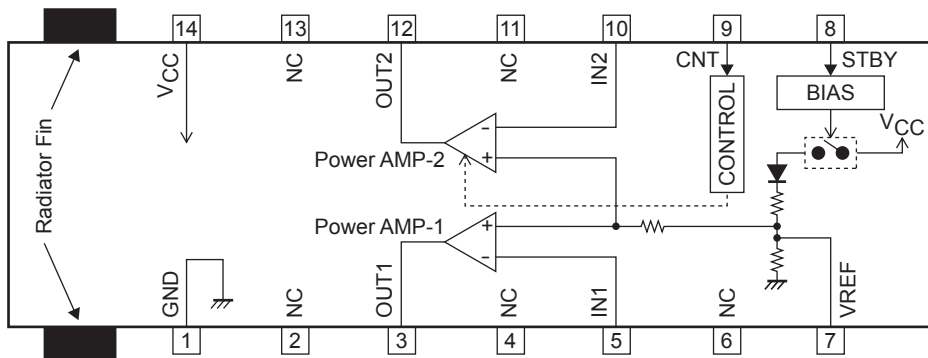 14 13 12 11 10 9 8
Radiator Fin
VCC
NC
OUT2
NC
IN2
CNT
STBY
BIAS
VCC
CONTROL
-
+
Power AMP-2
Power AMP-1
+
-
GND
NC
OUT1
NC
IN1
NC
VREF
1 2 3 4 5 6 7